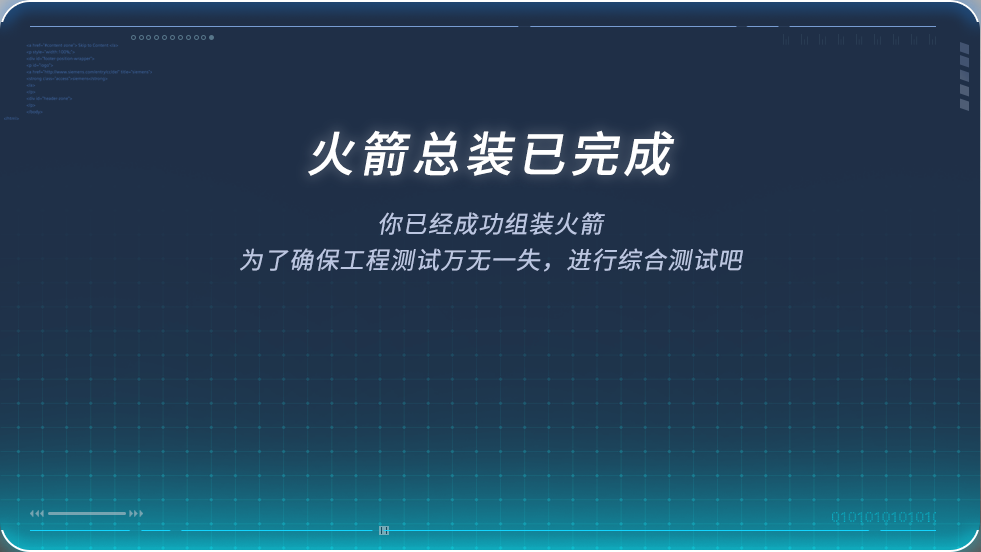 火箭总装已完成
你已经成功组装火箭
为了确保工程测试万无一失，进行综合测试吧